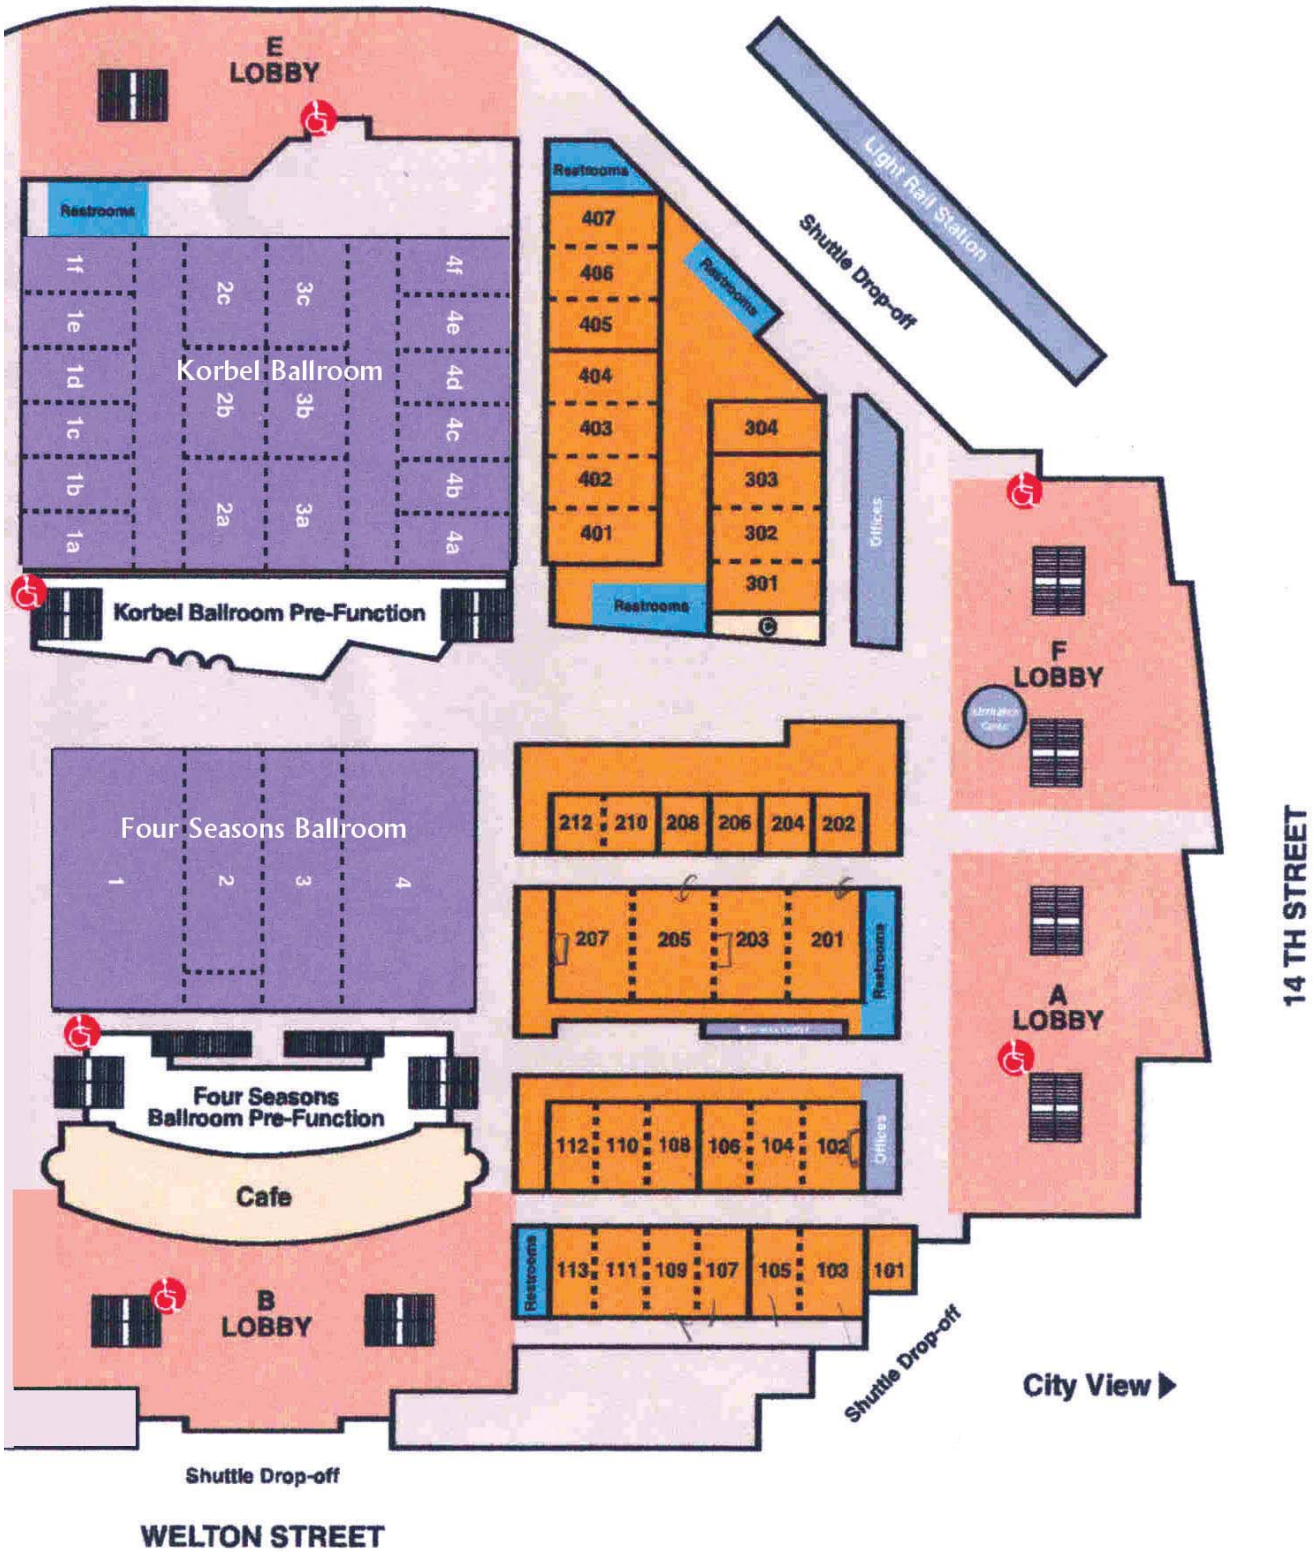 E
LOBBY
Light Rail Station
Shuttle Drop-off
Restrooms
Restrooms
Restrooms
407
406
405
404
403
402
401
304
303
302
301
Restrooms
C
Offices
1f
1e
1d
1c
1b
1a
2c
2b
2a
3c
3b
3a
4f
4e
4d
4c
4b
4a
Korbel Ballroom
Korbel Ballroom Pre-Function
F
LOBBY
14 TH STREET
Four Seasons Ballroom
1
2
3
4
212
210
208
206
204
202
207
205
203
201
Restrooms
A
LOBBY
Four Seasons
Ballroom Pre-Function
Cafe
112
110
108
106
104
102
Offices
Restrooms
113
111
109
107
105
103
101
B
LOBBY
Shuttle Drop-off
City View
Shuttle Drop-off
WELTON STREET